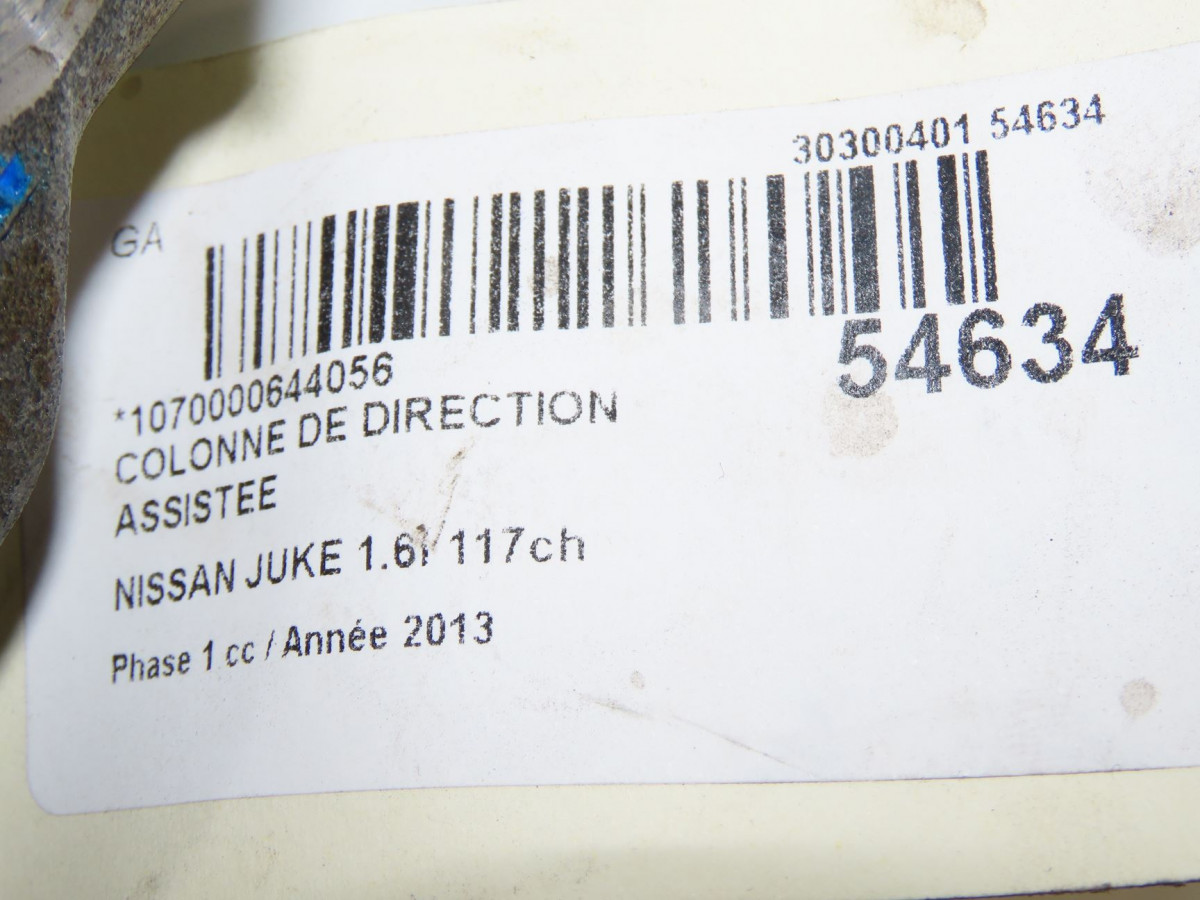 30300401 54634
GA
54634
*1070000644056
COLONNE DE DIRECTION
ASSISTEE
NISSAN JUKE 1.6i 117ch
Phase 1 cc / Année 2013